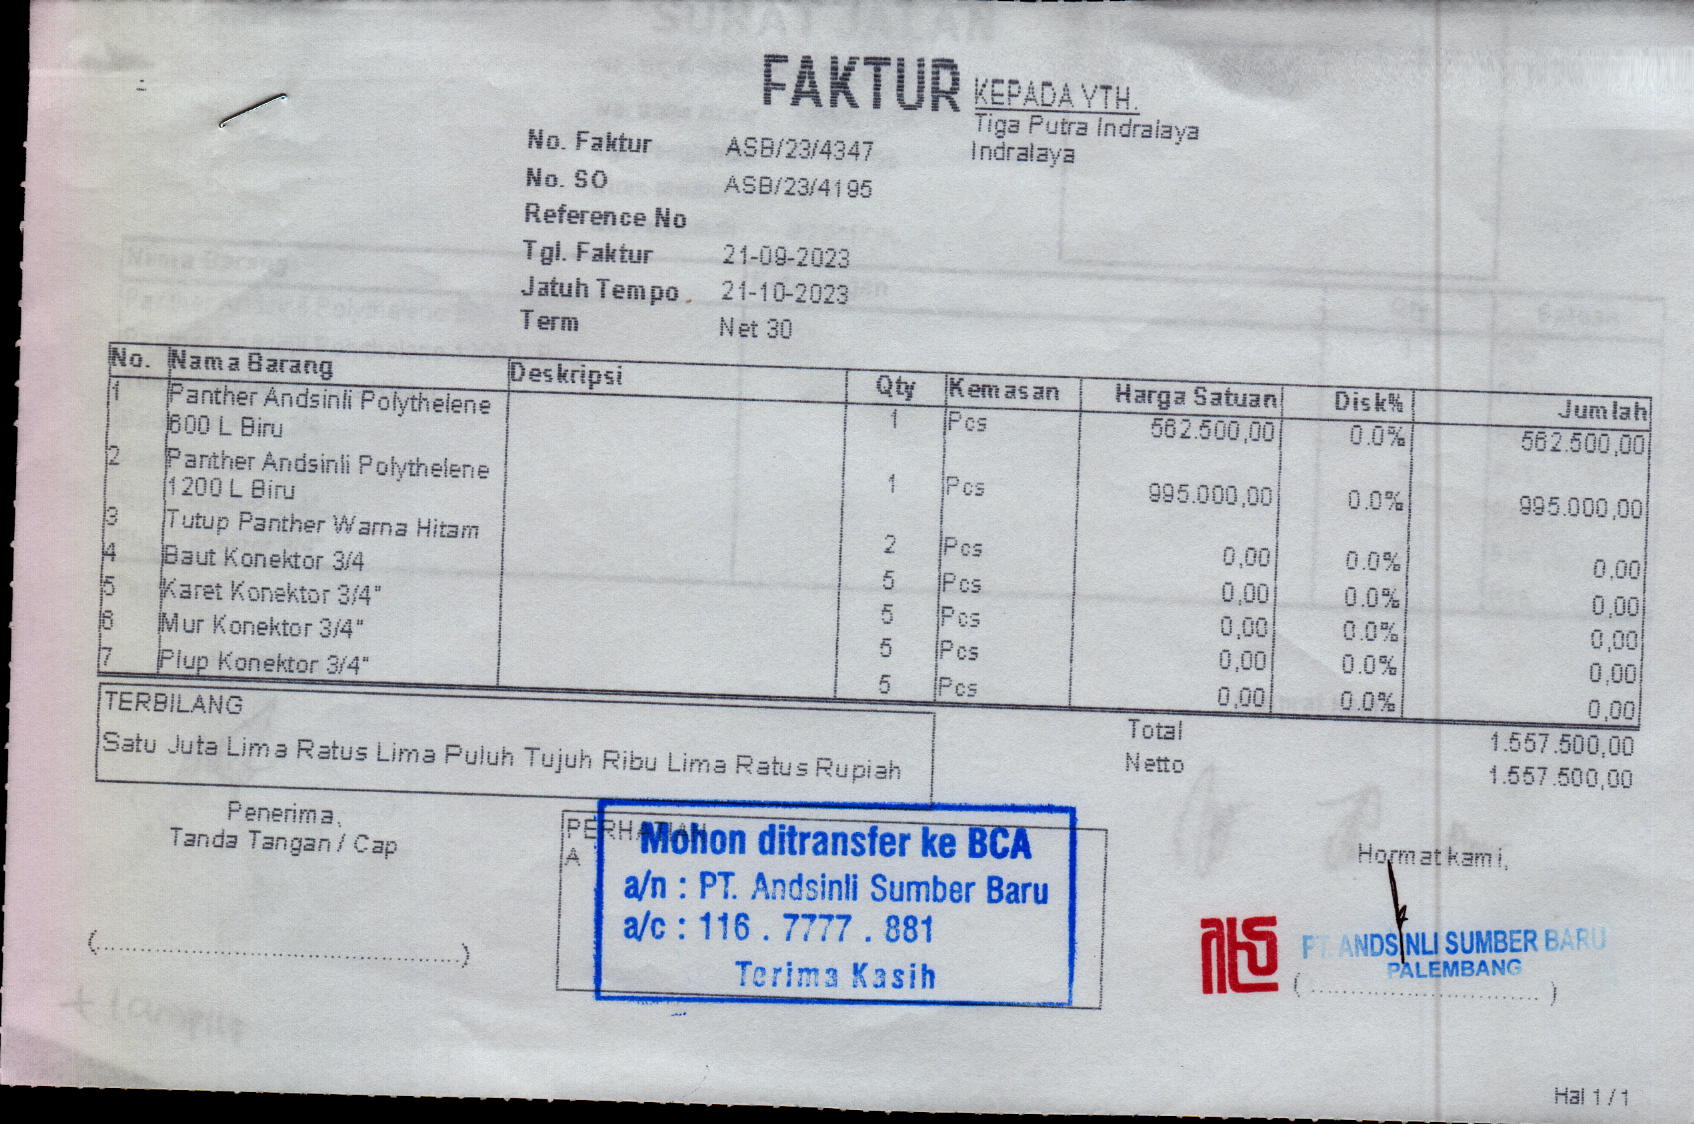 FAKTUR
KEPADA YTH.
Tiga Putra Indralaya
Indralaya
No. Faktur ASB/23/4347
No. SO ASB/23/4195
Reference No
Tgl. Faktur 21-09-2023
Jatuh Tempo 21-10-2023
Term Net 30
No. Nama Barang Deskripsi Qty Kemasan Harga Satuan Disk% Jumlah
1 Panther Andsinli Polythelene 1 Pcs 562.500,00 0.0% 562.500,00
600 L Biru
2 Panther Andsinli Polythelene 1 Pcs 995.000,00 0.0% 995.000,00
1200 L Biru
3 Tutup Panther Warna Hitam 2 Pcs 0,00 0.0% 0,00
4 Baut Konektor 3/4 5 Pcs 0,00 0.0% 0,00
5 Karet Konektor 3/4" 5 Pcs 0,00 0.0% 0,00
6 Mur Konektor 3/4" 5 Pcs 0,00 0.0% 0,00
7 Plup Konektor 3/4" 5 Pcs 0,00 0.0% 0,00
TERBILANG
Satu Juta Lima Ratus Lima Puluh Tujuh Ribu Lima Ratus Rupiah
Total 1.557.500,00
Netto 1.557.500,00
Penerima,
Tanda Tangan / Cap
PERHATIAN
A
Mohon ditransfer ke BCA
a/n : PT. Andsinli Sumber Baru
a/c : 116 . 7777 . 881
Terima Kasih
Hormat kami,
PT. ANDSINLI SUMBER BARU
PALEMBANG
Hal 1 / 1